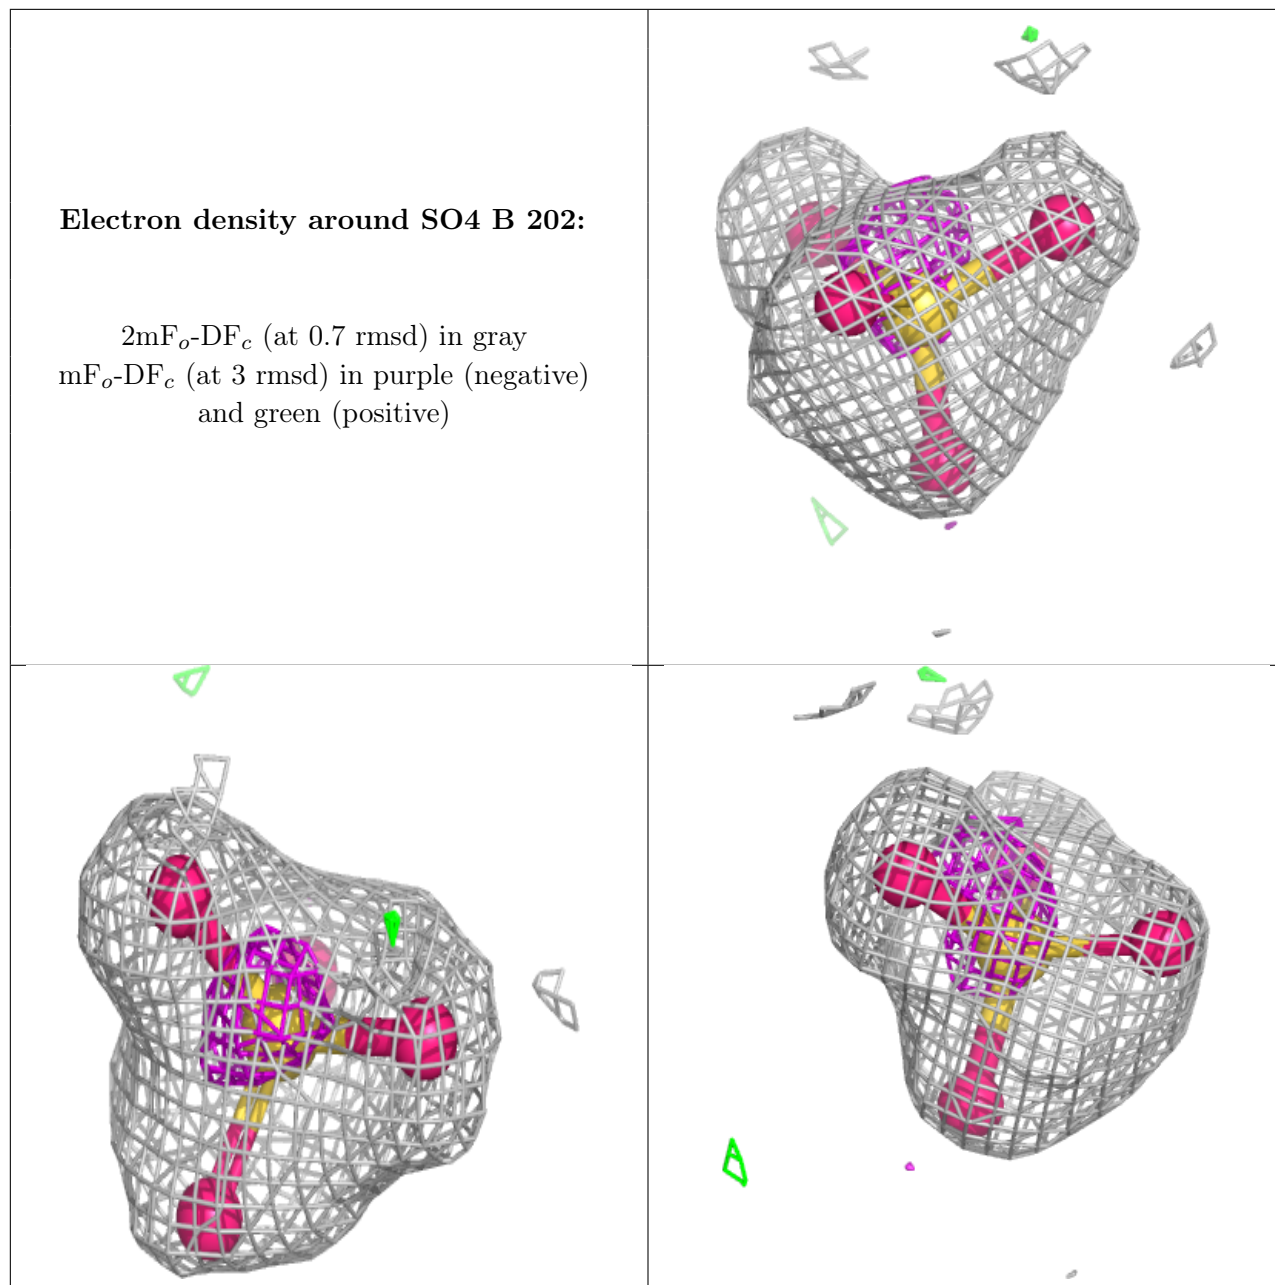 Electron density around SO4 B 202:
2mFo-DFc (at 0.7 rmsd) in gray
mFo-DFc (at 3 rmsd) in purple (negative)
and green (positive)